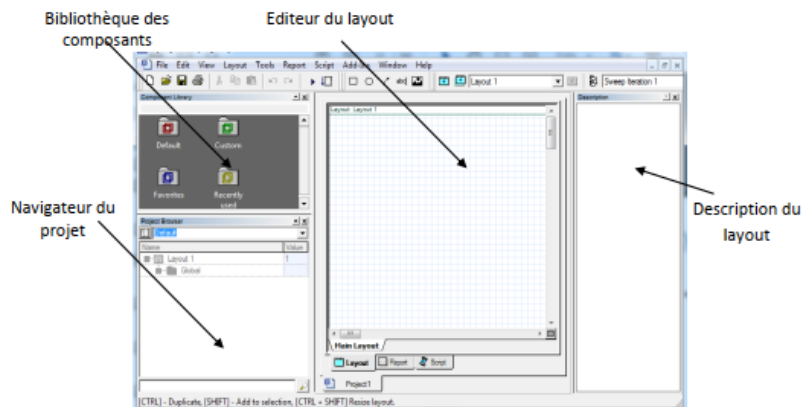 Bibliothèque des
composants
Editeur du layout
File Edit View Layout Tools Report Script Add-Ins Window Help
Layout 1
Sweep Iteration 1
Component Library
Description
Layout: Layout 1
Default
Custom
Favorites
Recently
used
Navigateur du
projet
Description du
layout
Project Browser
Default
Name Value
Layout 1 1
Global
Main Layout
Layout Report Script
Project1
[CTRL] - Duplicate, [SHIFT] - Add to selection, [CTRL + SHIFT] Resize layout.